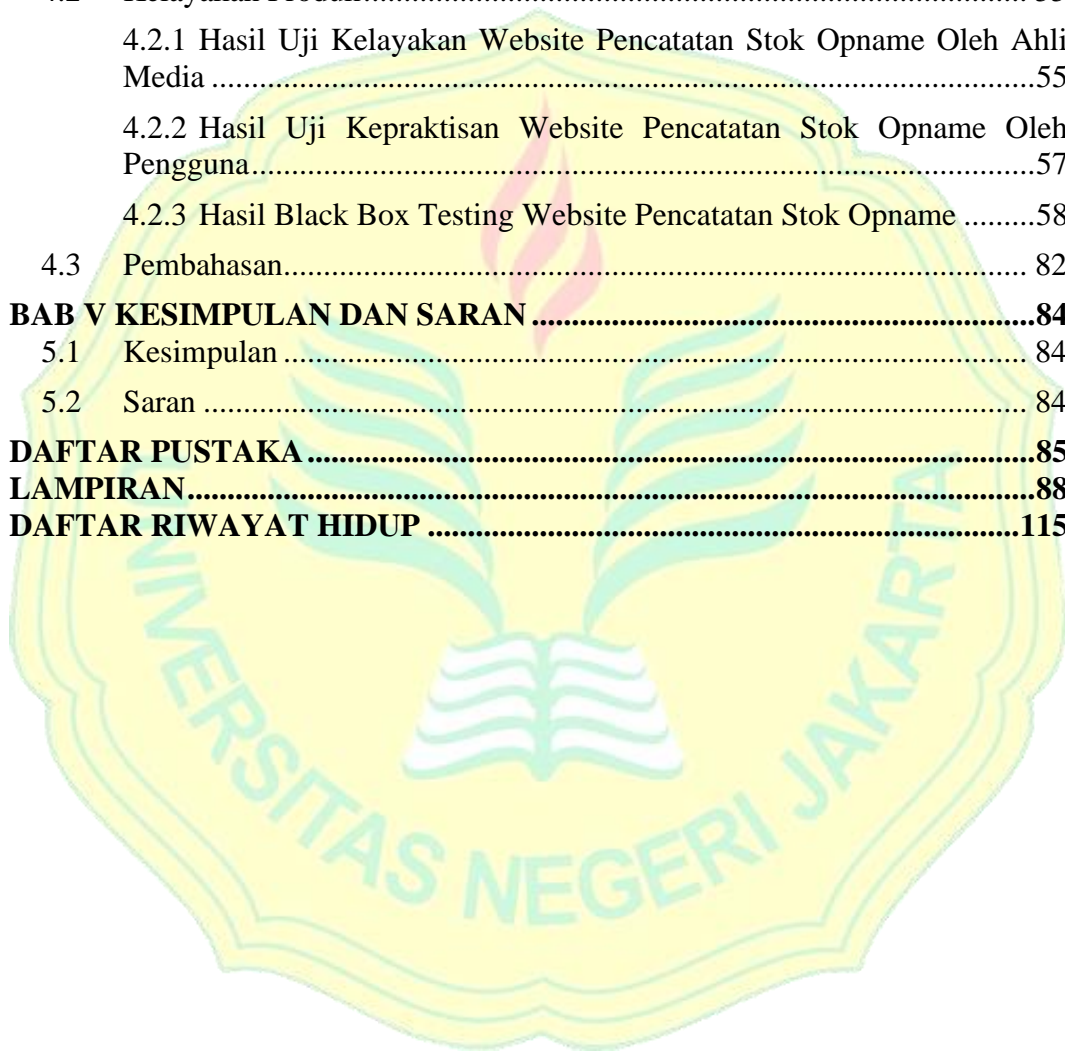 4.2.1 Hasil Uji Kelayakan Website Pencatatan Stok Opname Oleh Ahli
Media ........................................................................................55
4.2.2 Hasil Uji Kepraktisan Website Pencatatan Stok Opname Oleh
Pengguna....................................................................................57
4.2.3 Hasil Black Box Testing Website Pencatatan Stok Opname .........58
4.3 Pembahasan................................................................................ 82
BAB V KESIMPULAN DAN SARAN ......................................................84
5.1 Kesimpulan ................................................................................ 84
5.2 Saran ......................................................................................... 84
DAFTAR PUSTAKA ..............................................................................85
LAMPIRAN...........................................................................................88
DAFTAR RIWAYAT HIDUP ................................................................115
UNIVERSITAS NEGERI JAKARTA